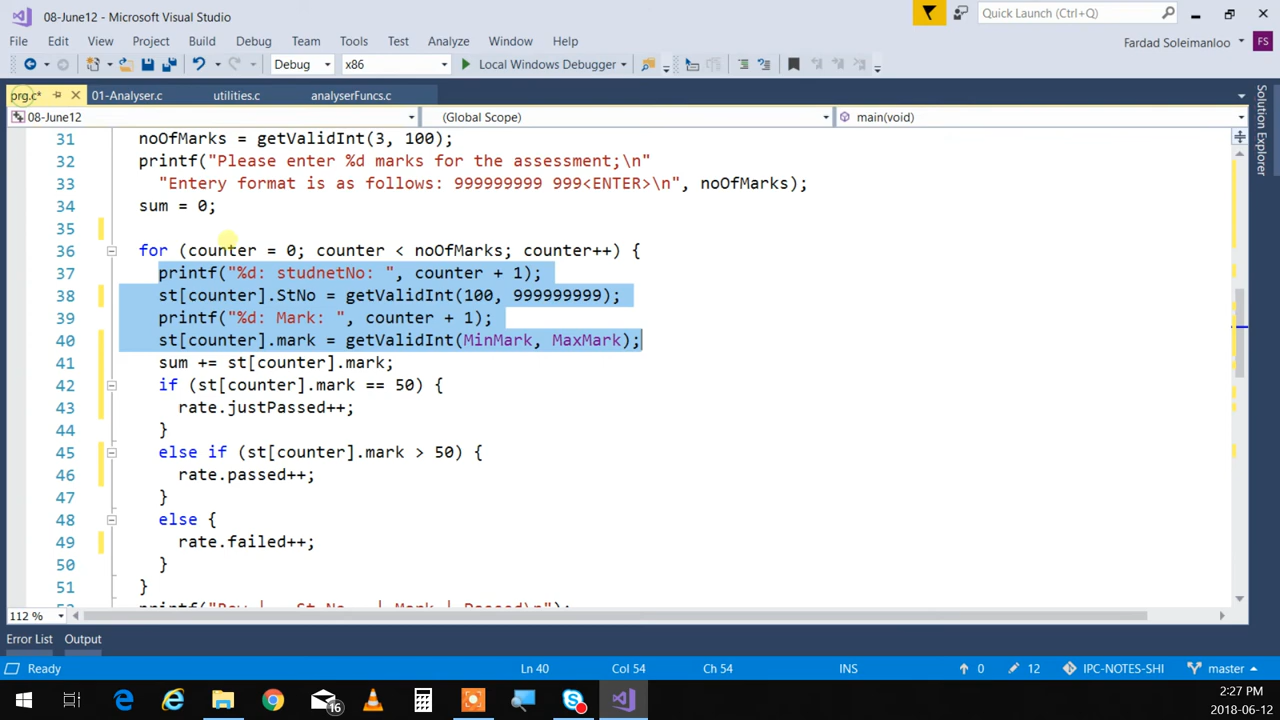 08-June12 - Microsoft Visual Studio
Quick Launch (Ctrl+Q)
File Edit View Project Build Debug Team Tools Test Analyze Window Help
Fardad Soleimanloo FS
Debug x86 Local Windows Debugger
prg.c* 01-Analyser.c utilities.c analyserFuncs.c
08-June12 (Global Scope) main(void)
Solution Explorer
31 noOfMarks = getValidInt(3, 100);
32 printf("Please enter %d marks for the assessment;\n"
33 "Entery format is as follows: 999999999 999<ENTER>\n", noOfMarks);
34 sum = 0;
35
36 for (counter = 0; counter < noOfMarks; counter++) {
37 printf("%d: studnetNo: ", counter + 1);
38 st[counter].StNo = getValidInt(100, 999999999);
39 printf("%d: Mark: ", counter + 1);
40 st[counter].mark = getValidInt(MinMark, MaxMark);
41 sum += st[counter].mark;
42 if (st[counter].mark == 50) {
43 rate.justPassed++;
44 }
45 else if (st[counter].mark > 50) {
46 rate.passed++;
47 }
48 else {
49 rate.failed++;
50 }
51 }
112 %
Error List Output
Ready Ln 40 Col 54 Ch 54 INS 0 12 IPC-NOTES-SHI master
16
2:27 PM
2018-06-12